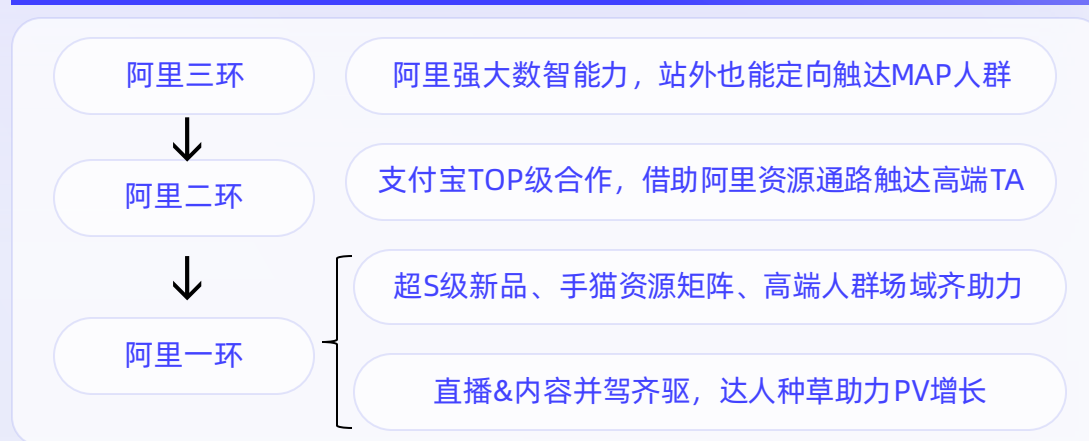 阿里三环
阿里强大数智能力，站外也能定向触达MAP人群
阿里二环
支付宝TOP级合作，借助阿里资源通路触达高端TA
超S级新品、手猫资源矩阵、高端人群场域齐助力
阿里一环
直播&内容并驾齐驱，达人种草助力PV增长